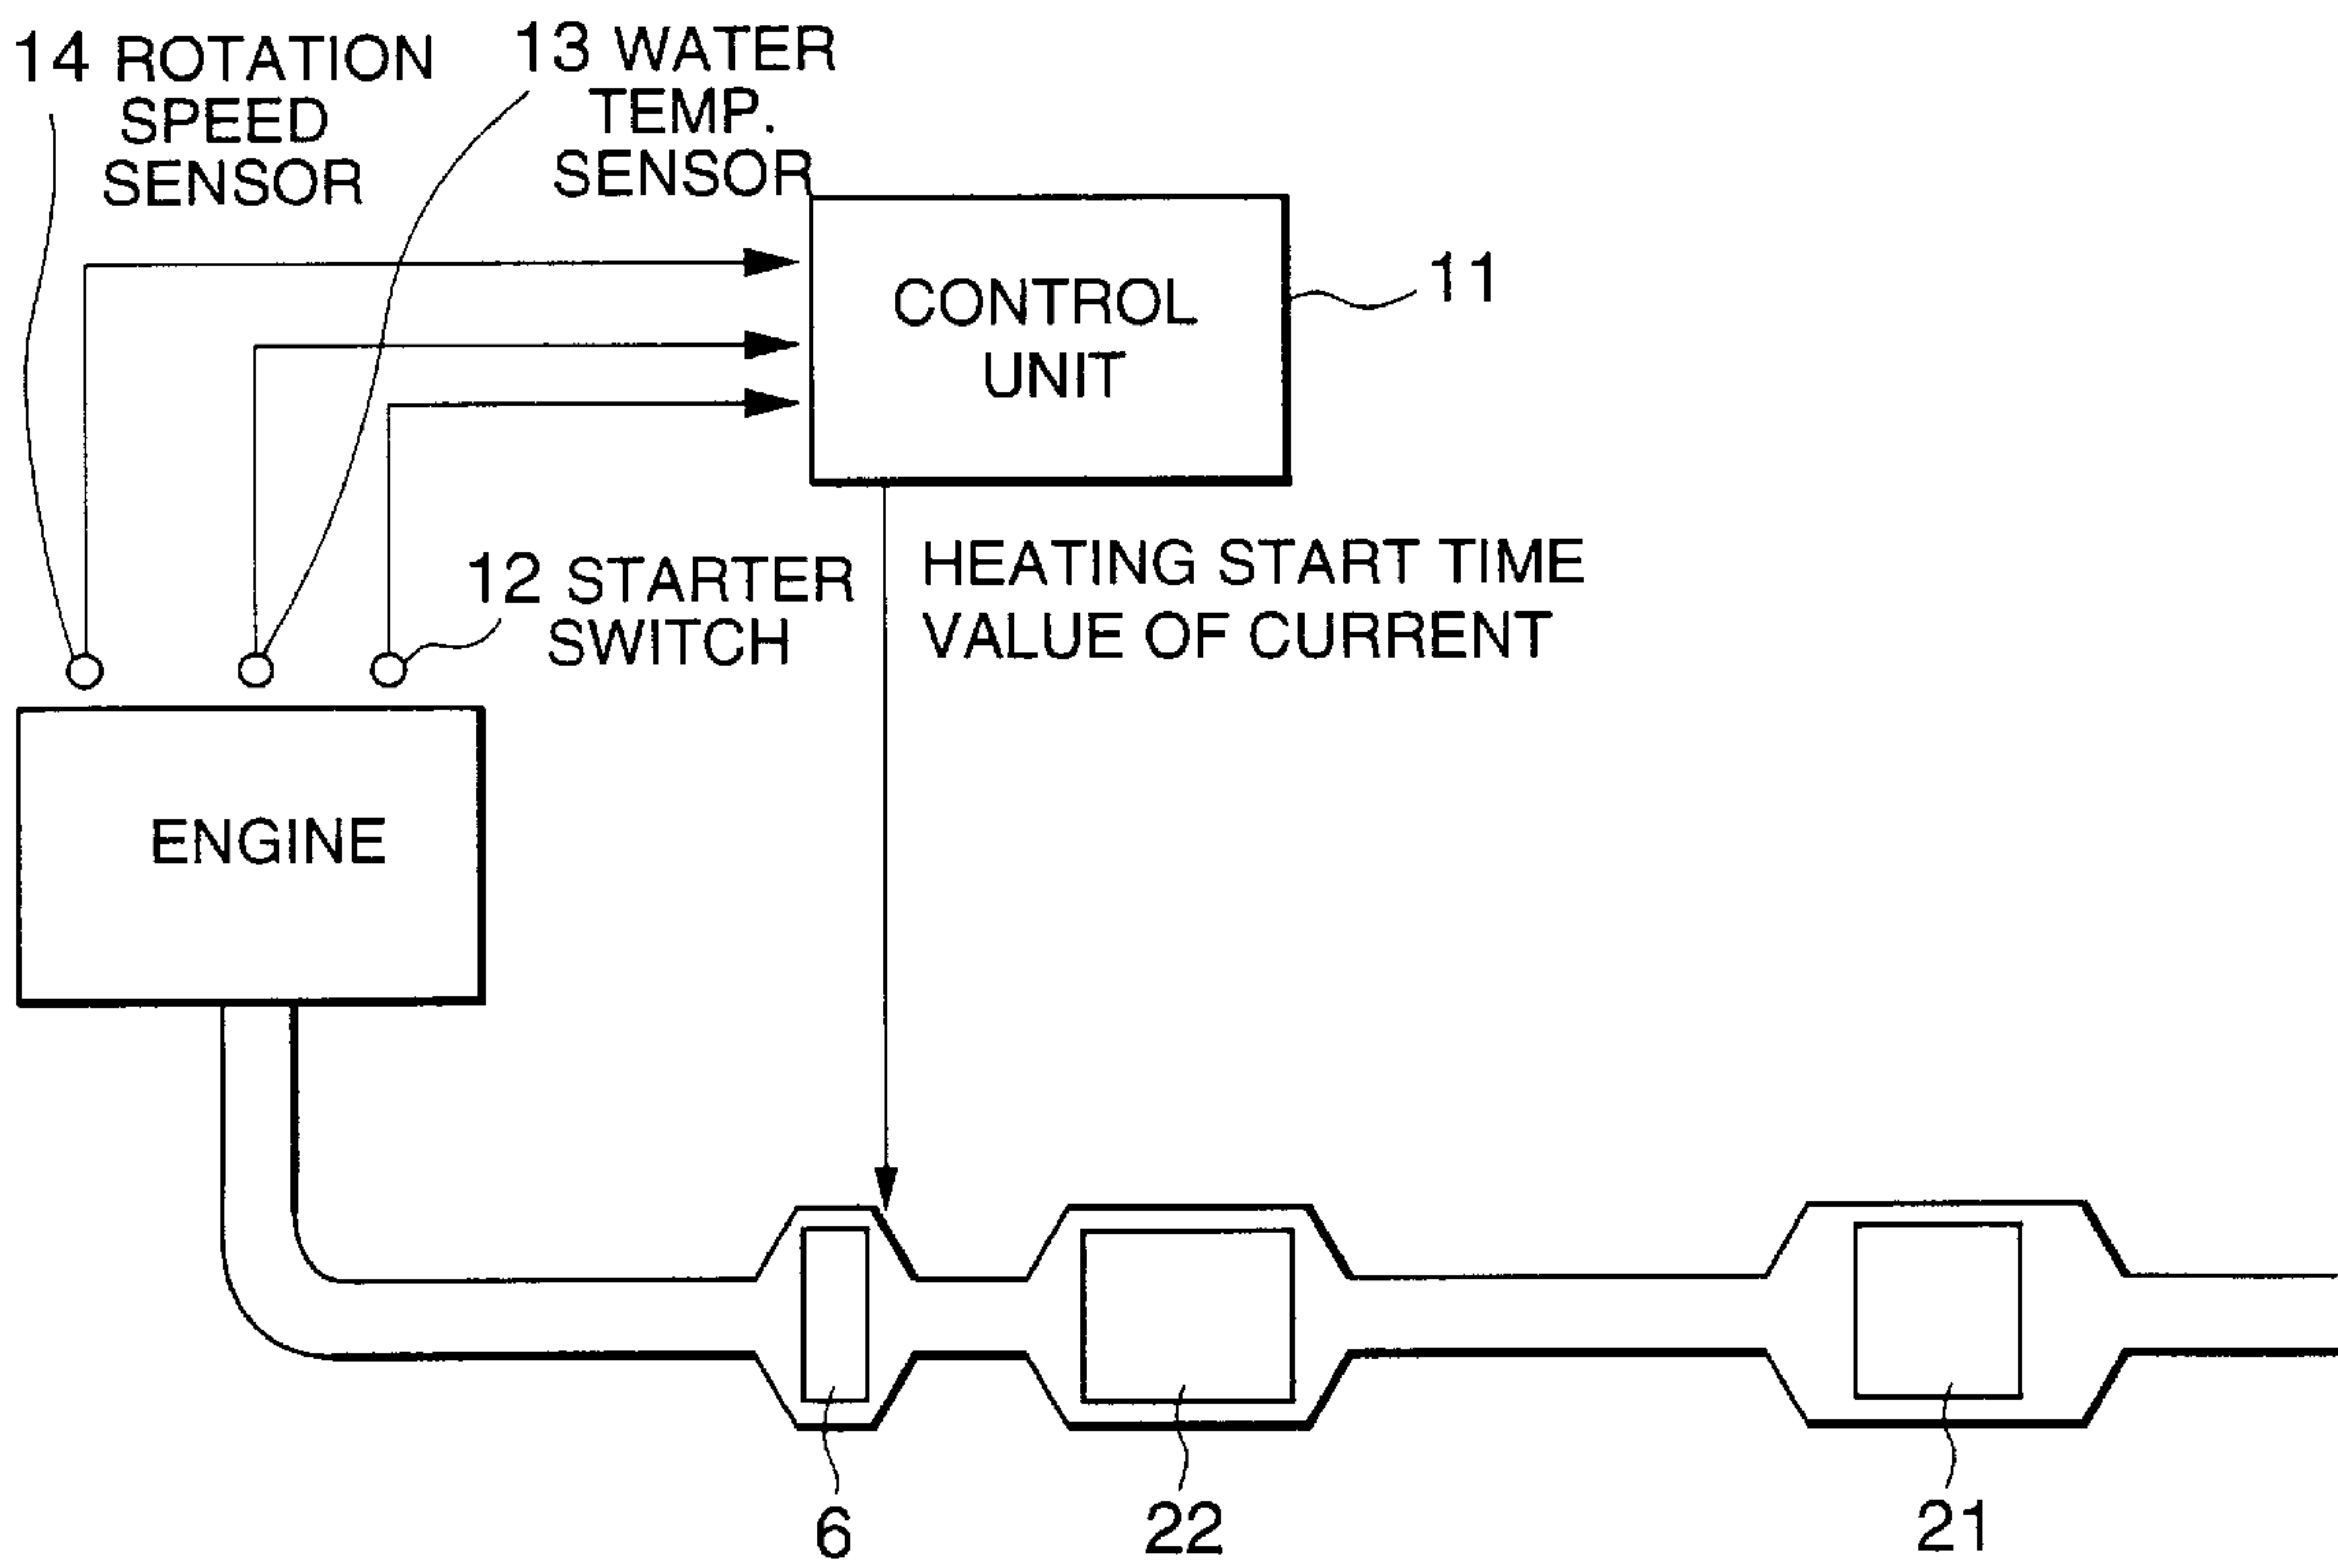 14 ROTATION
SPEED
SENSOR
13 WATER
TEMP.
SENSOR
CONTROL
UNIT
11
12 STARTER
SWITCH
HEATING START TIME
VALUE OF CURRENT
ENGINE
6
22
21